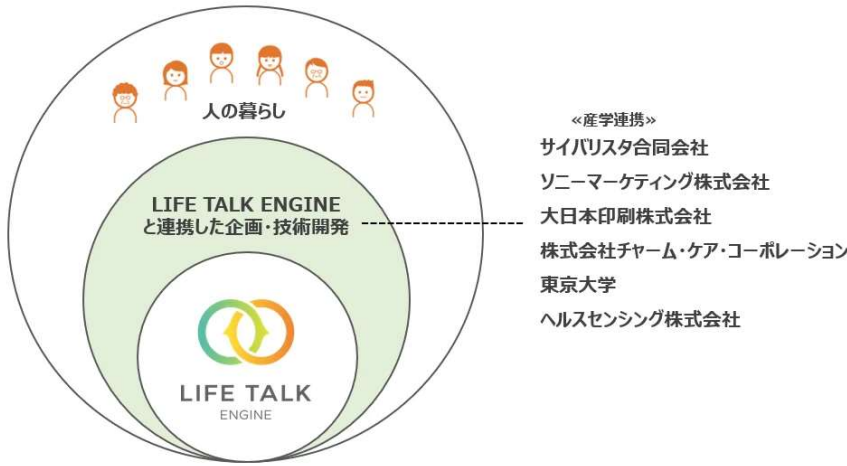 人の暮らし
LIFE TALK ENGINE
と連携した企画・技術開発
LIFE TALK
ENGINE
≪産学連携≫
サイバリスタ合同会社
ソニーマーケティング株式会社
大日本印刷株式会社
株式会社チャーム・ケア・コーポレーション
東京大学
ヘルスセンシング株式会社